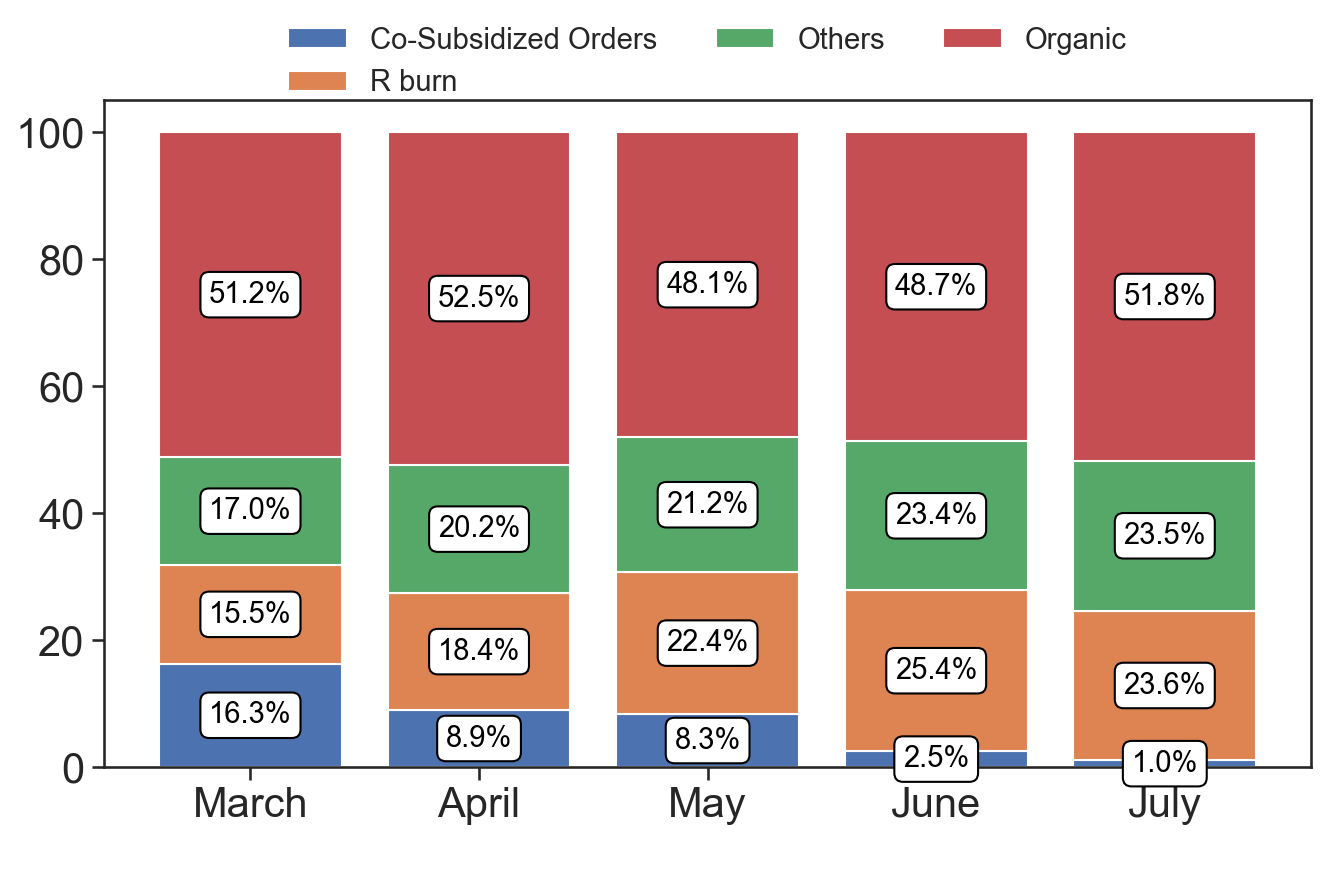 Co-Subsidized Orders Others Organic
R burn
100
80
60
40
20
0
51.2% 52.5% 48.1% 48.7% 51.8%
17.0% 20.2% 21.2% 23.4% 23.5%
15.5% 18.4% 22.4% 25.4% 23.6%
16.3% 8.9% 8.3% 2.5% 1.0%
March April May June July